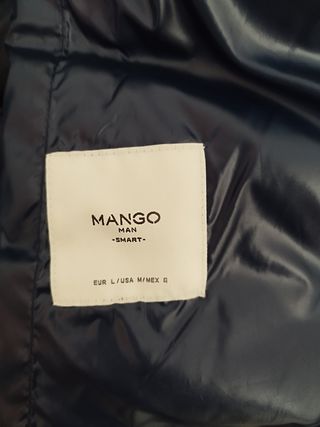 MANGO
MAN
-SMART-
EUR L/USA M/MEX G